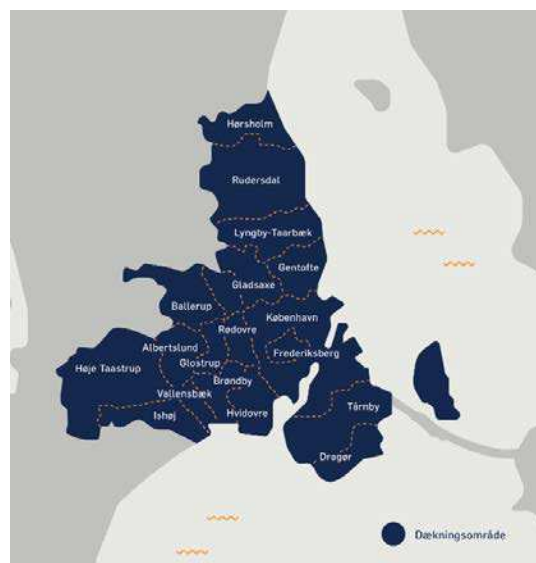 Hørsholm
Rudersdal
Lyngby-Taarbæk
Gentofte
Gladsaxe
Ballerup
København
Rødovre
Albertslund
Frederiksberg
Glostrup
Høje Taastrup
Brøndby
Vallensbæk
Ishøj
Hvidovre
Tårnby
Dragør
Dækningsområde